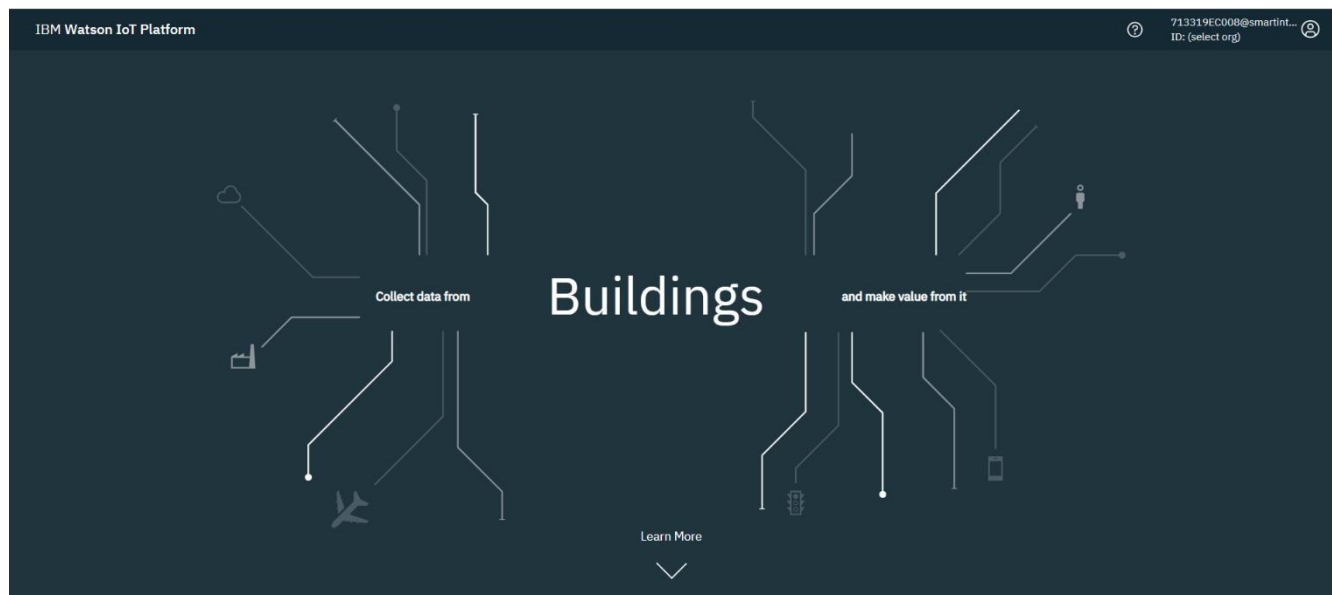 IBM Watson IoT Platform
713319EC008@smartint...
ID: (select org)
Collect data from
Buildings
and make value from it
Learn More